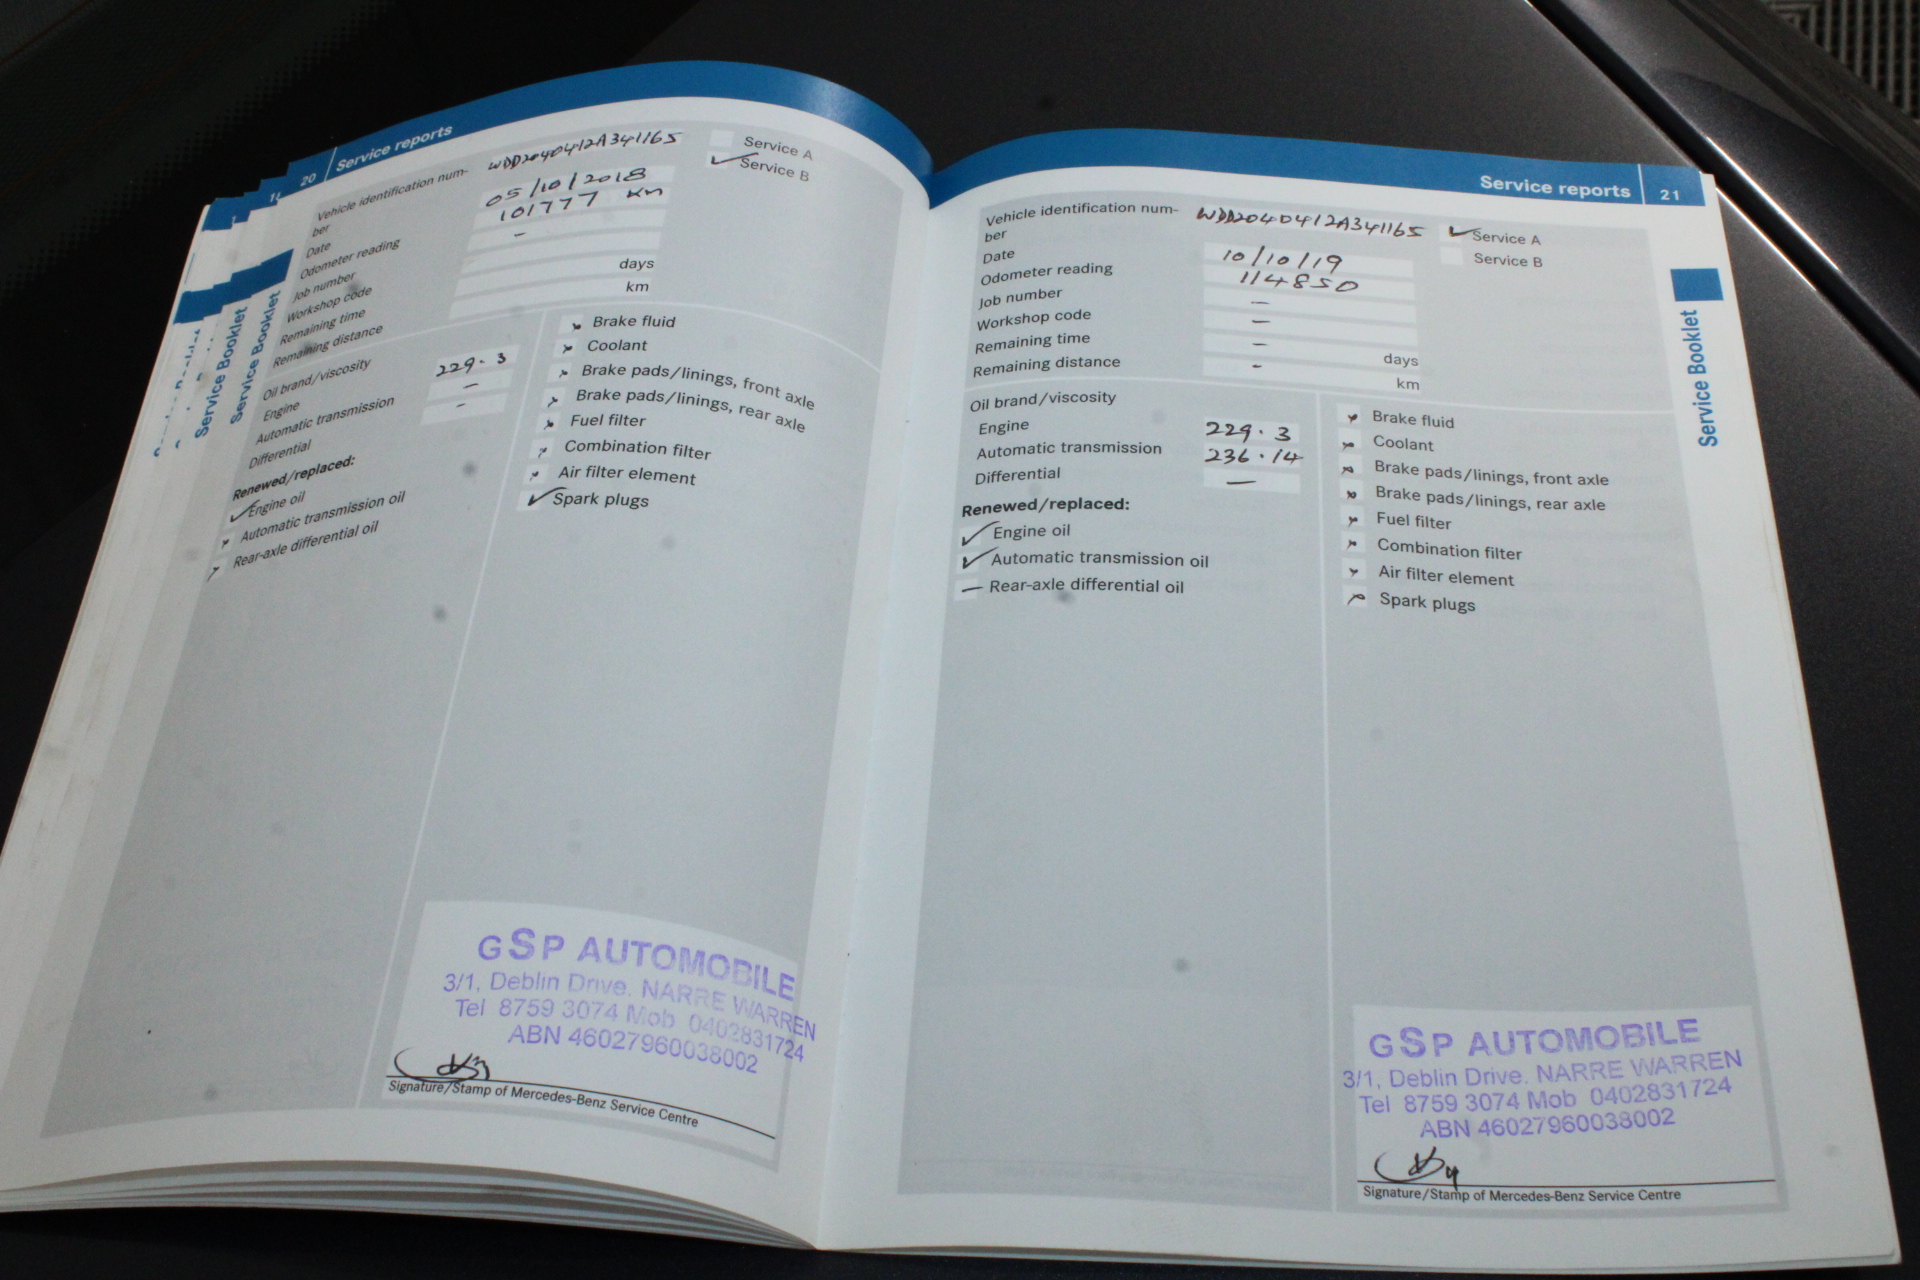 20 Service reports
Vehicle identification num-
ber
WDD2040412A341165
Date
05/10/2018
Odometer reading
101777 km
Job number
-
Workshop code
Remaining time
days
Remaining distance
km
Service A
Service B
Oil brand/viscosity
Engine
229.3
Automatic transmission
-
Differential
-
Renewed/replaced:
Engine oil
Automatic transmission oil
Rear-axle differential oil
Brake fluid
Coolant
Brake pads/linings, front axle
Brake pads/linings, rear axle
Fuel filter
Combination filter
Air filter element
Spark plugs
GSP AUTOMOBILE
3/1, Deblin Drive. NARRE WARREN
Tel 8759 3074 Mob 0402831724
ABN 46027960038002
Signature/Stamp of Mercedes-Benz Service Centre
Service Booklet
Service Booklet
Service reports 21
Vehicle identification num-
ber
WDD2040412A341165
Date
10/10/19
Odometer reading
114850
Job number
-
Workshop code
-
Remaining time
- days
Remaining distance
- km
Service A
Service B
Oil brand/viscosity
Engine
229.3
Automatic transmission
236.14
Differential
-
Renewed/replaced:
Engine oil
Automatic transmission oil
Rear-axle differential oil
Brake fluid
Coolant
Brake pads/linings, front axle
Brake pads/linings, rear axle
Fuel filter
Combination filter
Air filter element
Spark plugs
Service Booklet
GSP AUTOMOBILE
3/1, Deblin Drive. NARRE WARREN
Tel 8759 3074 Mob 0402831724
ABN 46027960038002
Signature/Stamp of Mercedes-Benz Service Centre